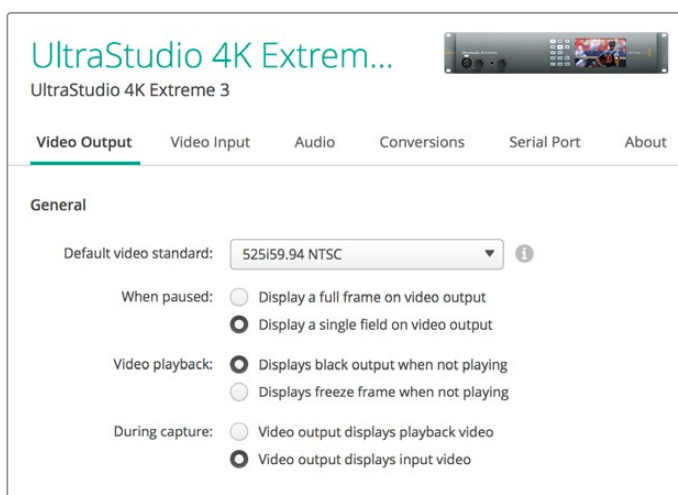 UltraStudio 4K Extrem...
UltraStudio 4K Extreme 3
Video Output Video Input Audio Conversions Serial Port About
General
Default video standard: 525i59.94 NTSC
When paused: Display a full frame on video output
Display a single field on video output
Video playback: Displays black output when not playing
Displays freeze frame when not playing
During capture: Video output displays playback video
Video output displays input video